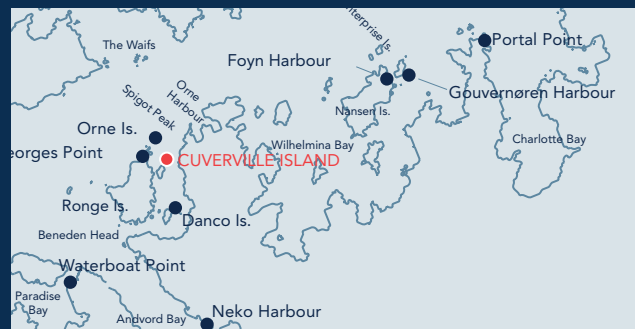 Enterprise Is.
Portal Point
The Waifs
Foyn Harbour
Orne
Harbour
Gouvernøren Harbour
Spigot Peak
Nansen Is.
Orne Is.
Charlotte Bay
Wilhelmina Bay
eorges Point
CUVERVILLE ISLAND
Ronge Is.
Danco Is.
Beneden Head
Waterboat Point
Paradise
Bay
Neko Harbour
Andvord Bay